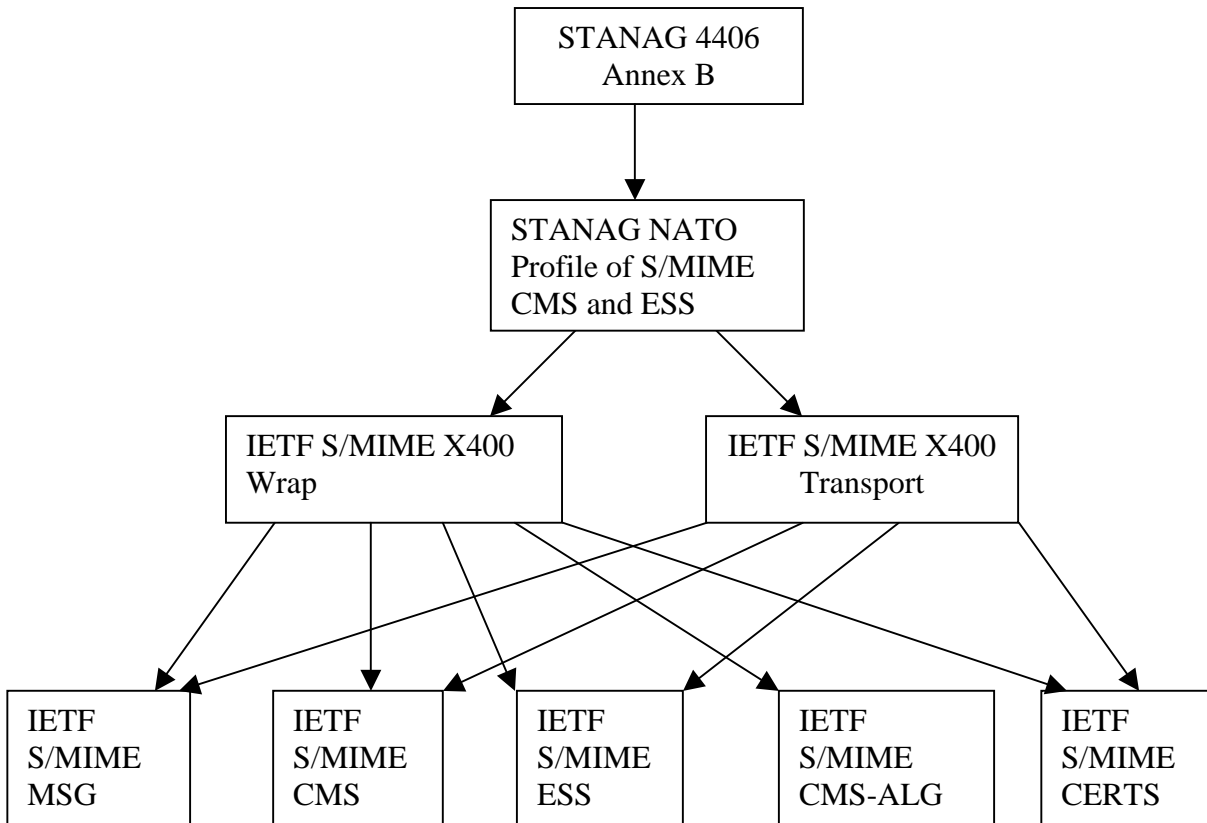 STANAG 4406
Annex B
STANAG NATO
Profile of S/MIME
CMS and ESS
IETF S/MIME X400
Wrap
IETF S/MIME X400
Transport
IETF
S/MIME
MSG
IETF
S/MIME
CMS
IETF
S/MIME
ESS
IETF
S/MIME
CMS-ALG
IETF
S/MIME
CERTS